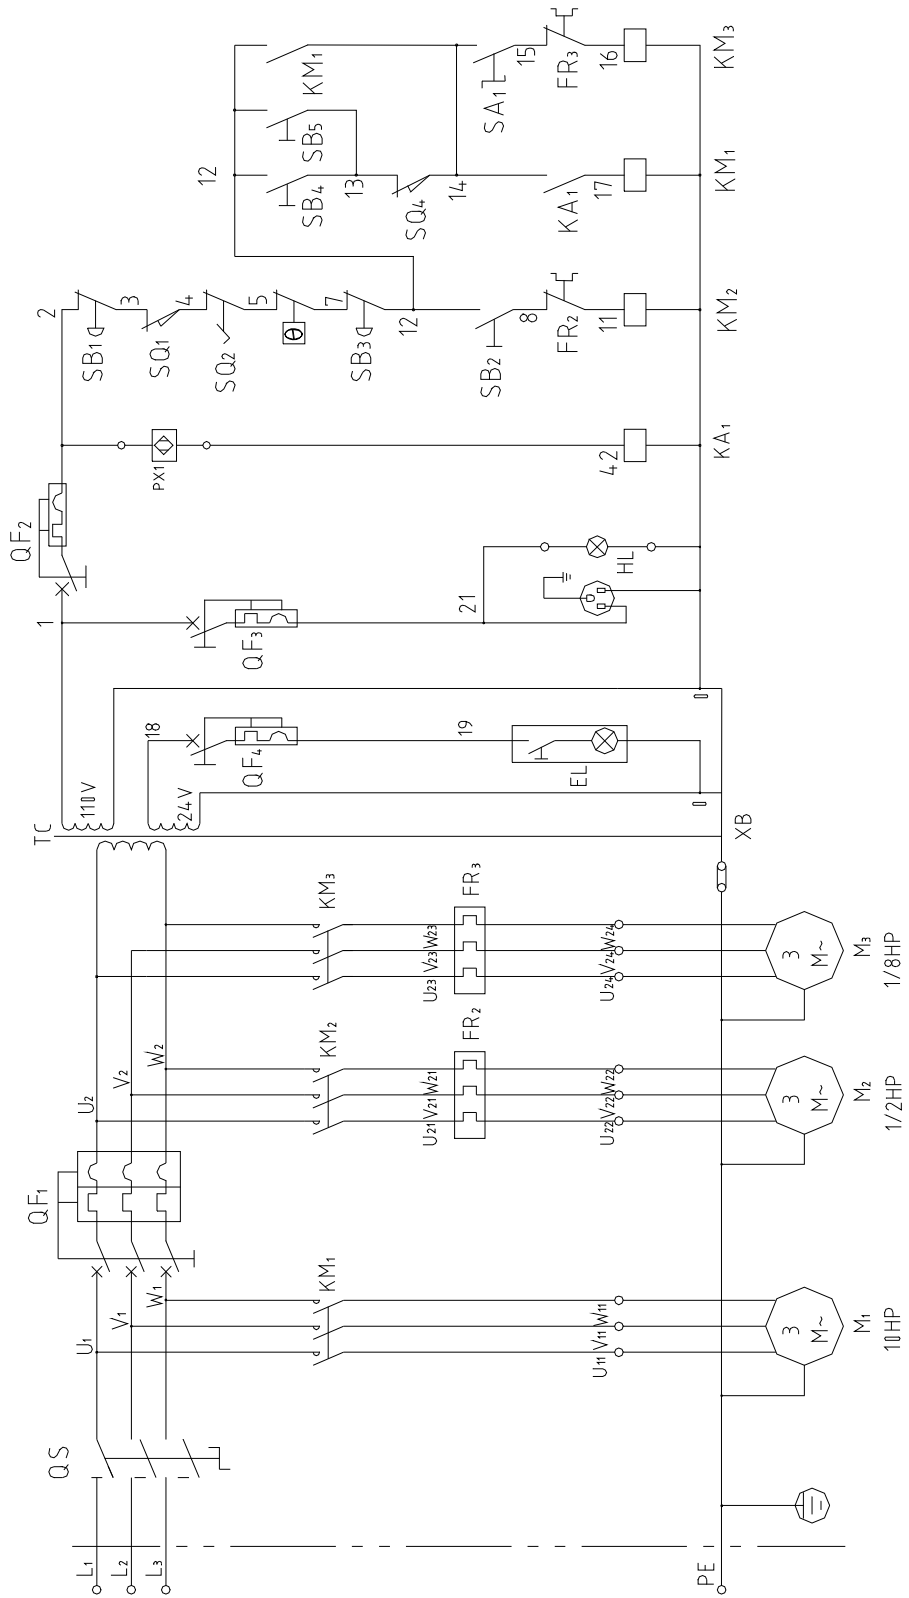 L1
L2
L3
PE
QS
U1
V1
W1
KM1
U11 V11 W11
M1
10HP
3
M~
QF1
U2
V2
W2
KM2
U21 V21 W21
FR2
U22 V22 W22
M2
1/2HP
3
M~
KM3
U23 V23 W23
FR3
U24 V24 W24
M3
1/8HP
3
M~
TC
110V
24V
XB
18
QF4
19
EL
1
QF3
21
HL
QF2
PX1
42
KA1
2
SB1
3
SQ1
4
SQ2
5
θ
7
SB3
12
SB2
8
FR2
11
KM2
12
SB4
13
SQ4
14
KA1
17
KM1
SB5
KM1
SA1
15
FR3
16
KM3